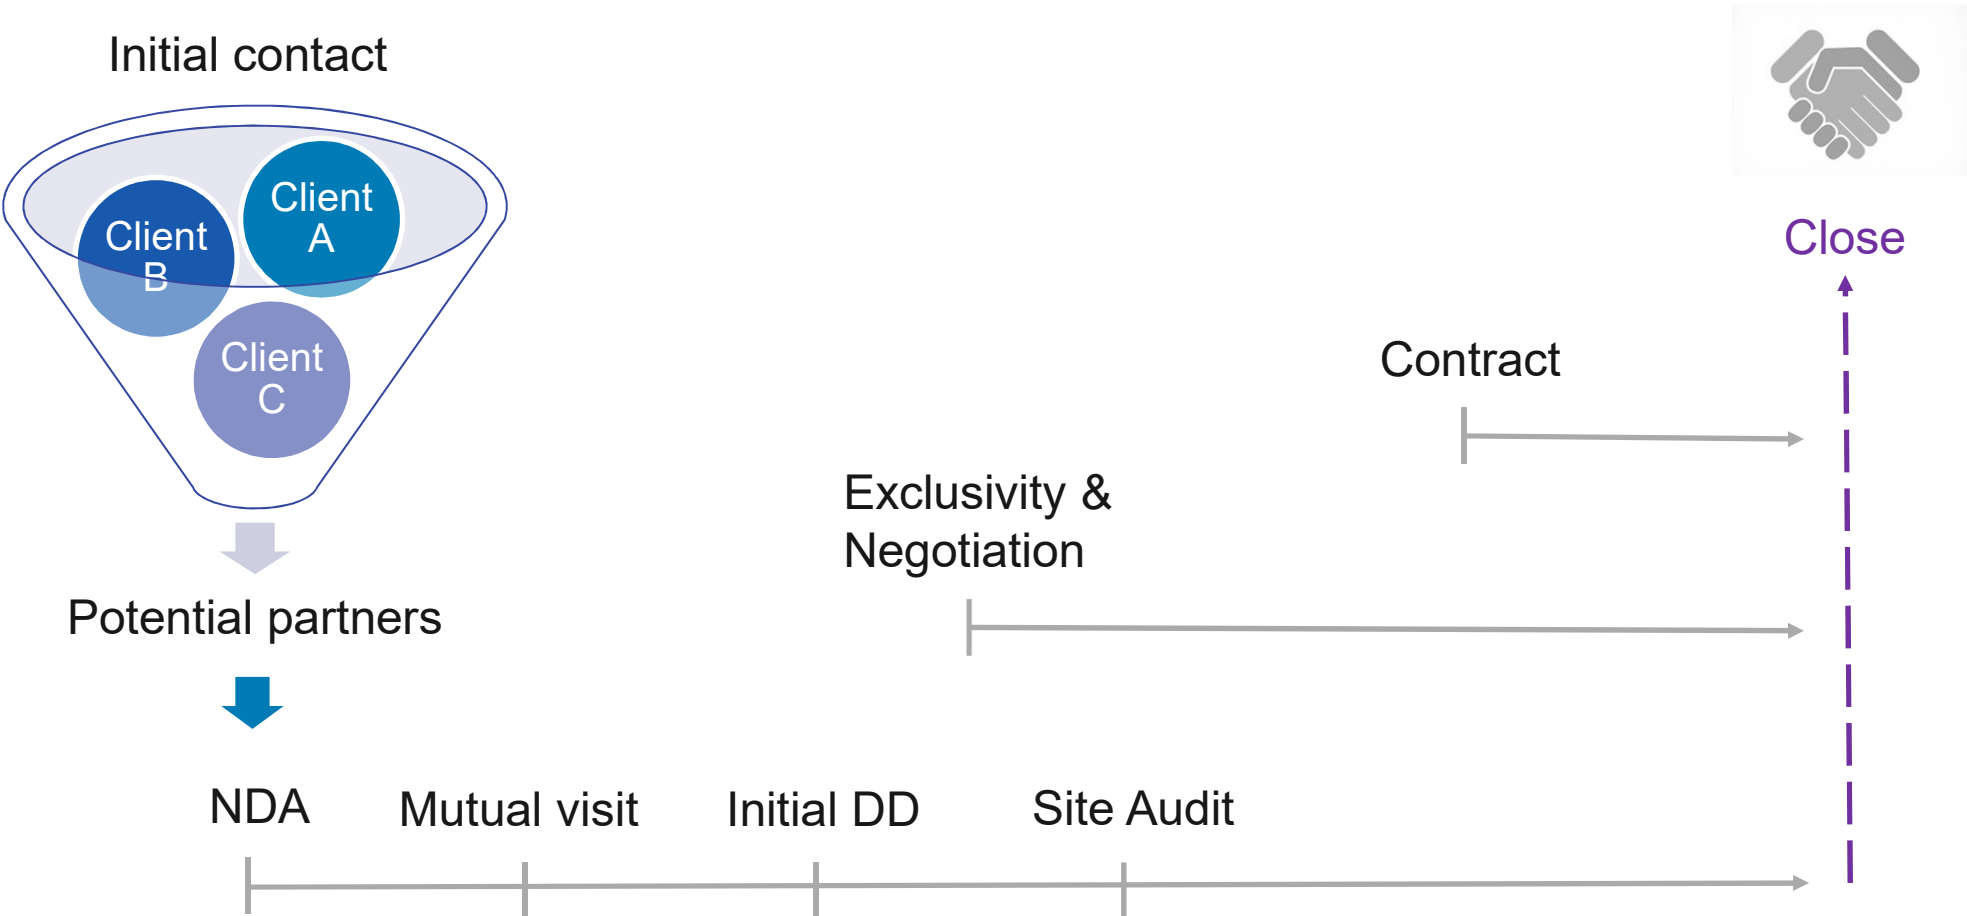 Initial contact
Client
A
Client
B
Client
C
Potential partners
Close
Contract
Exclusivity &
Negotiation
NDA
Mutual visit
Initial DD
Site Audit